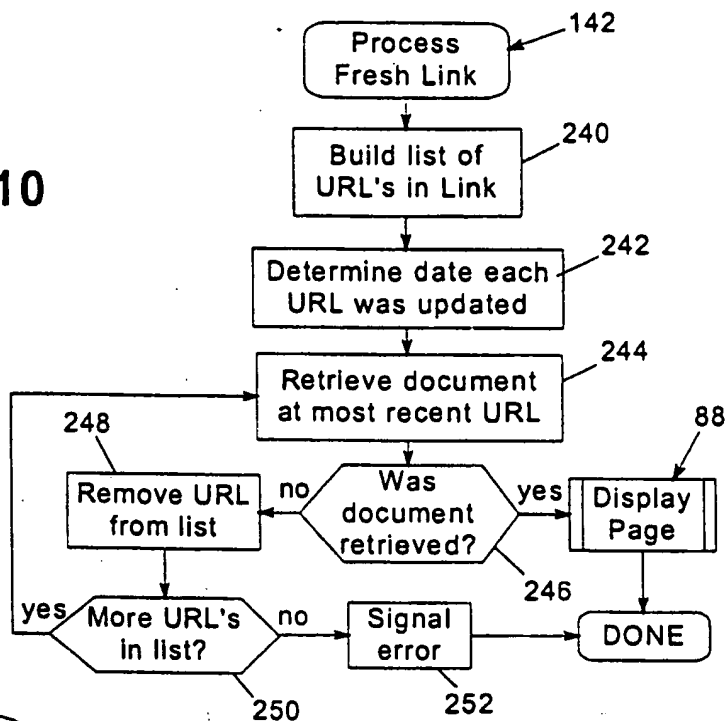 Process
Fresh Link
142
10
Build list of
URL's in Link
240
Determine date each
URL was updated
242
Retrieve document
at most recent URL
244
248
Remove URL
from list
no
Was
document
retrieved?
246
yes
88
Display
Page
yes
More URL's
in list?
250
no
Signal
error
252
DONE